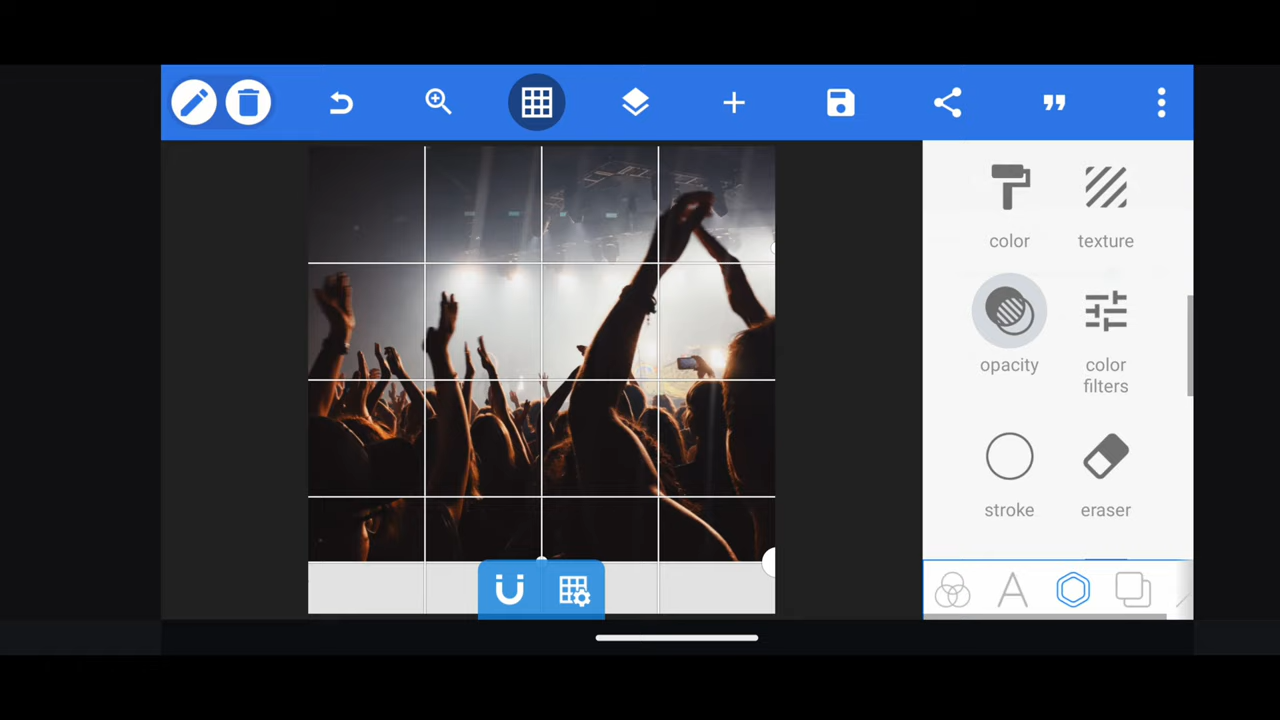 color
texture
opacity
color
filters
stroke
eraser